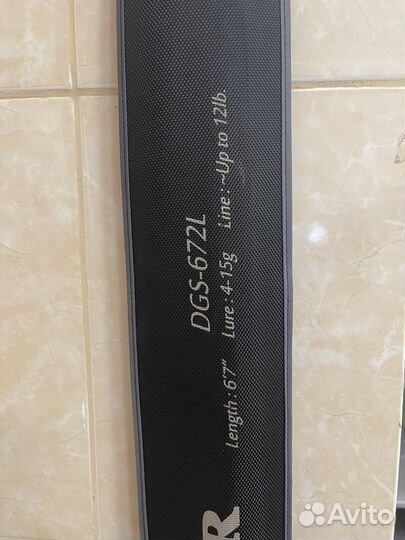 DGS-672L
Length : 6'7" Lure : 4-15g Line : ~Up to 12lb.
R
Avito